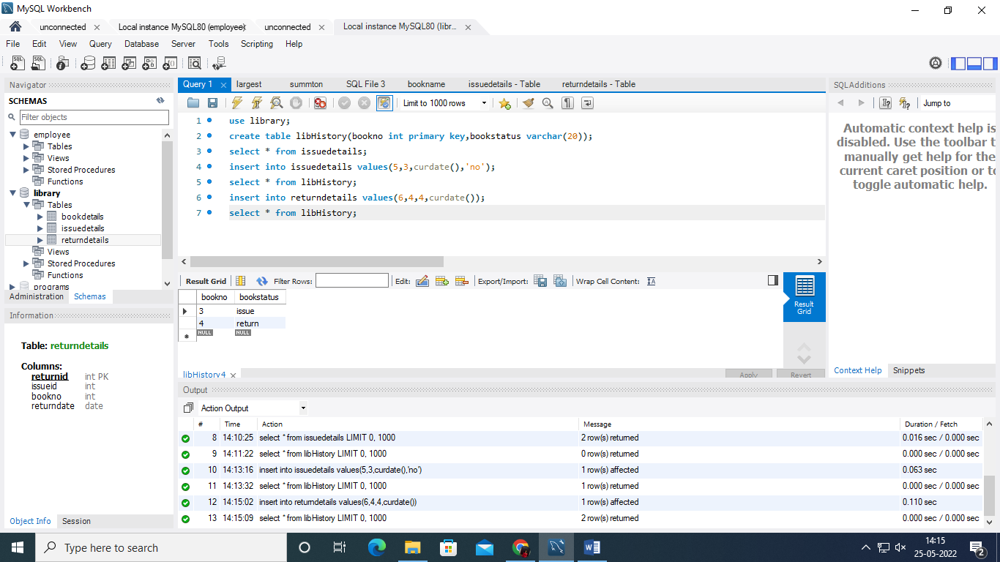 MySQL Workbench
unconnected
Local instance MySQL80 (employee)
unconnected
Local instance MySQL80 (libr...
File Edit View Query Database Server Tools Scripting Help
Navigator
SCHEMAS
Filter objects
employee
Tables
Views
Stored Procedures
Functions
library
Tables
bookdetails
issuedetails
returndetails
Views
Stored Procedures
Functions
programs
Administration Schemas
Information
Table: returndetails
Columns:
returnid int PK
issueid int
bookno int
returndate date
Object Info Session
Query 1 largest summton SQL File 3 bookname issuedetails - Table returndetails - Table
Limit to 1000 rows
1 use library;
2 create table libHistory(bookno int primary key,bookstatus varchar(20));
3 select * from issuedetails;
4 insert into issuedetails values(5,3,curdate(),'no');
5 select * from libHistory;
6 insert into returndetails values(6,4,4,curdate());
7 select * from libHistory;
Result Grid Filter Rows: Edit: Export/Import: Wrap Cell Content:
bookno bookstatus
3 issue
4 return
NULL NULL
Result
Grid
libHistory 4 Apply Revert
SQLAdditions
Jump to
Automatic context help is
disabled. Use the toolbar t
manually get help for the
current caret position or to
toggle automatic help.
Context Help Snippets
Output
Action Output
# Time Action Message Duration / Fetch
8 14:10:25 select * from issuedetails LIMIT 0, 1000 2 row(s) returned 0.016 sec / 0.000 sec
9 14:11:22 select * from libHistory LIMIT 0, 1000 0 row(s) returned 0.000 sec / 0.000 sec
10 14:13:16 insert into issuedetails values(5,3,curdate(),'no') 1 row(s) affected 0.063 sec
11 14:13:32 select * from libHistory LIMIT 0, 1000 1 row(s) returned 0.000 sec / 0.000 sec
12 14:15:02 insert into returndetails values(6,4,4,curdate()) 1 row(s) affected 0.110 sec
13 14:15:09 select * from libHistory LIMIT 0, 1000 2 row(s) returned 0.000 sec / 0.000 sec
Type here to search
14:15
25-05-2022
2